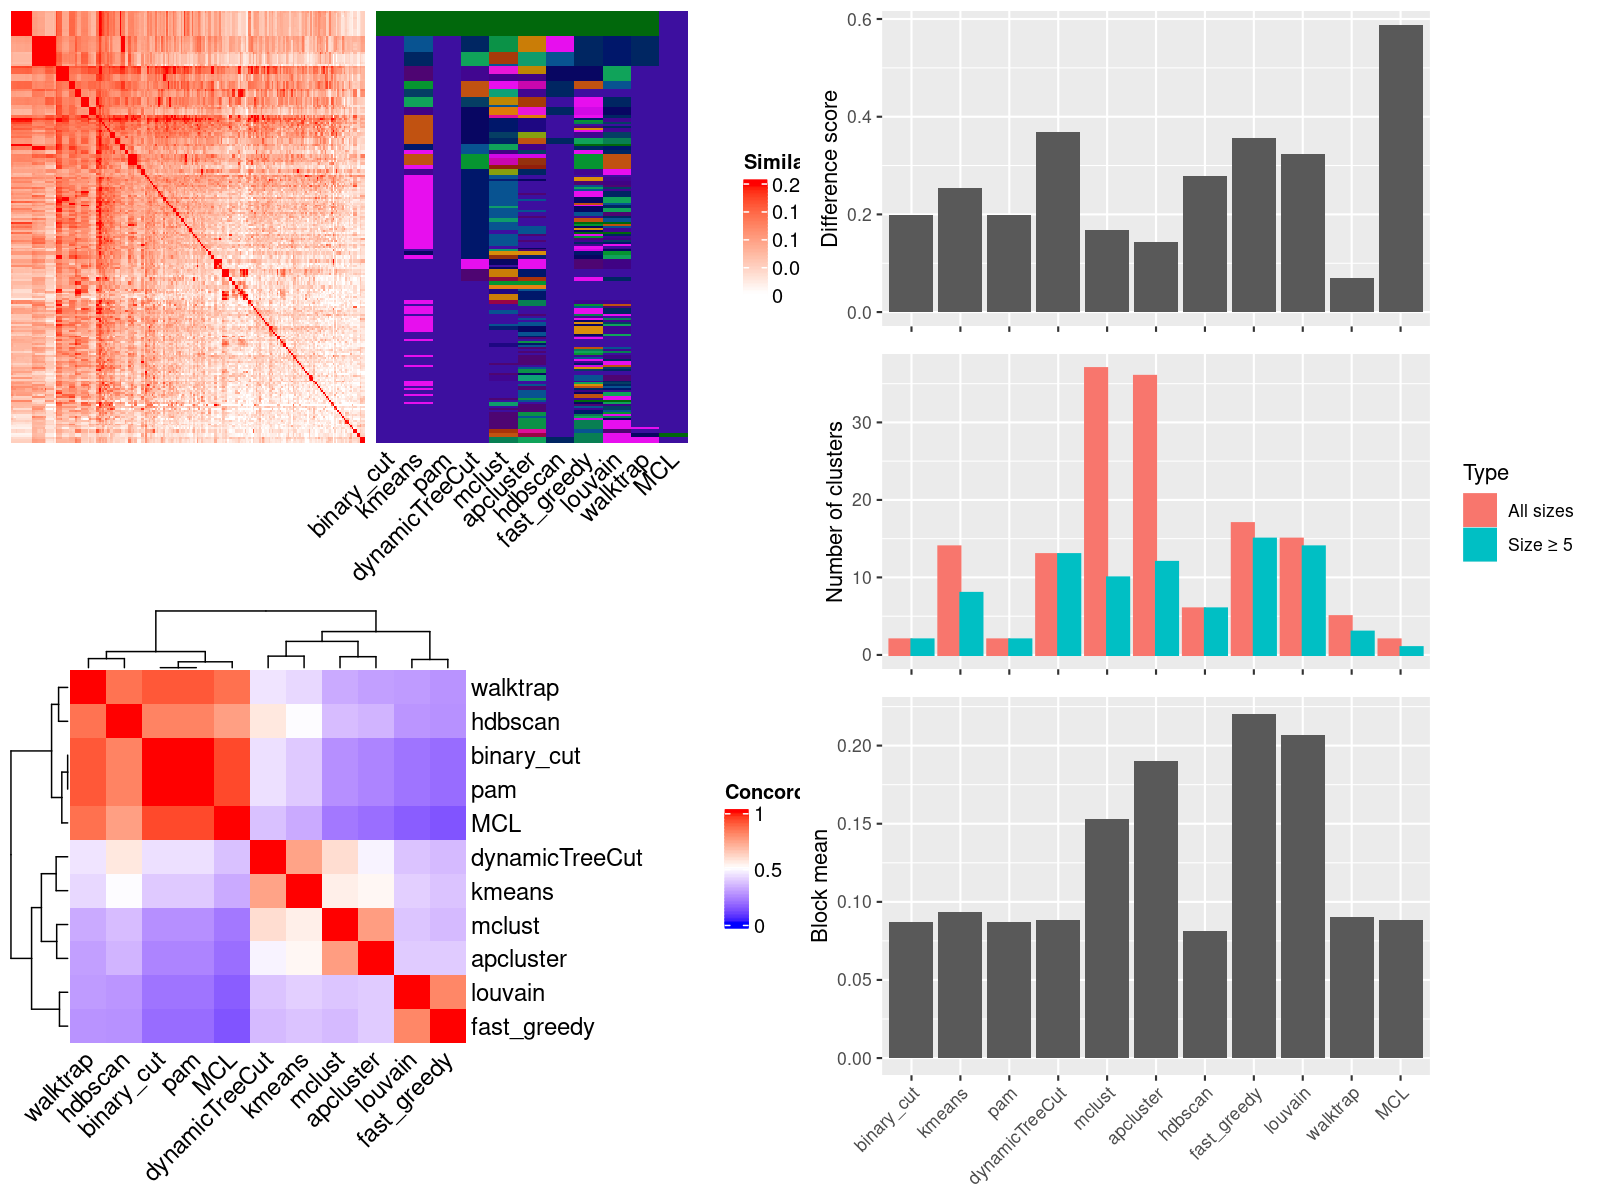 Simila
0.2
0.1
0.1
0.0
0
binary_cut
kmeans
pam
dynamicTreeCut
mclust
apcluster
hdbscan
fast_greedy
louvain
walktrap
MCL
walktrap
hdbscan
binary_cut
pam
MCL
dynamicTreeCut
kmeans
mclust
apcluster
louvain
fast_greedy
walktrap
hdbscan
binary_cut
pam
MCL
dynamicTreeCut
kmeans
mclust
apcluster
louvain
fast_greedy
Concord
1
0.5
0
Difference score
0.6
0.4
0.2
0.0
Number of clusters
30
20
10
0
Type
All sizes
Size ≥ 5
Block mean
0.20
0.15
0.10
0.05
0.00
binary_cut
kmeans
pam
dynamicTreeCut
mclust
apcluster
hdbscan
fast_greedy
louvain
walktrap
MCL